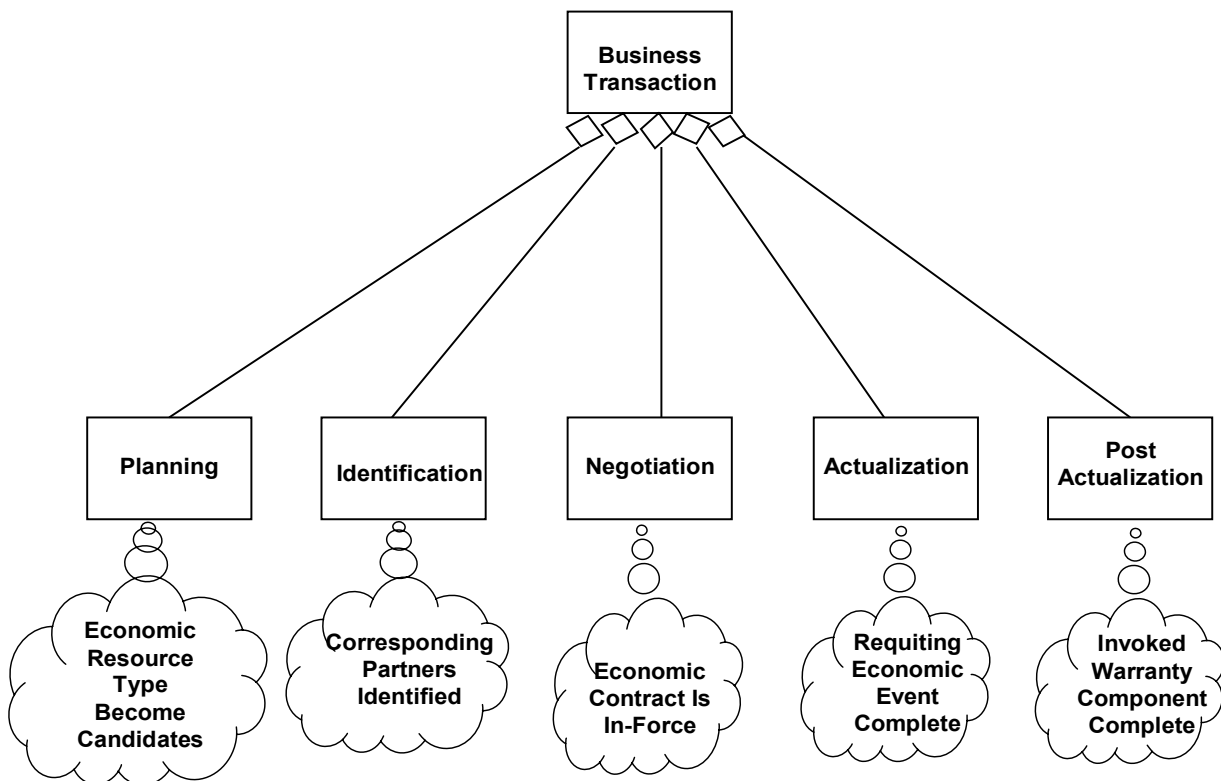 Business
Transaction
Planning
Identification
Negotiation
Actualization
Post
Actualization
Economic
Resource
Type
Become
Candidates
Corresponding
Partners
Identified
Economic
Contract Is
In-Force
Requiting
Economic
Event
Complete
Invoked
Warranty
Component
Complete